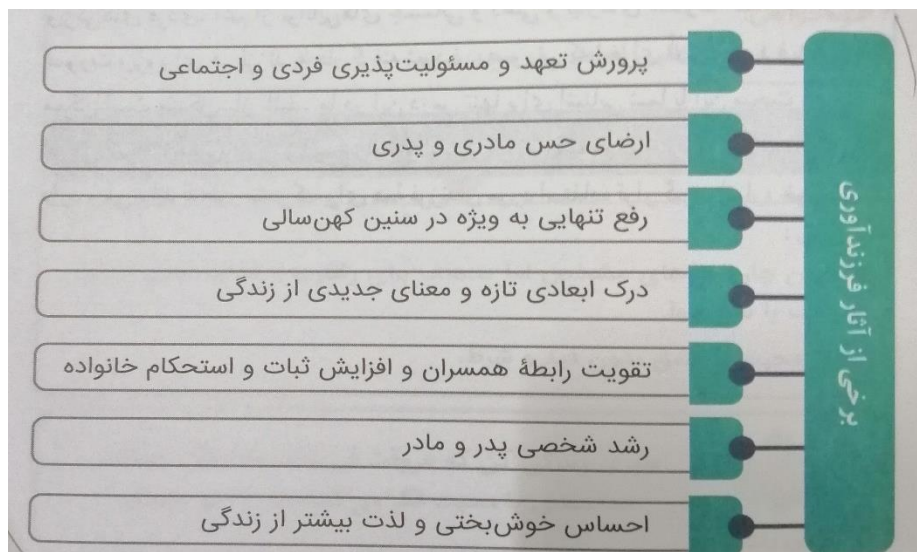 برخی از آثار فرزندآوری
پرورش تعهد و مسئولیت‌پذیری فردی و اجتماعی
ارضای حس مادری و پدری
رفع تنهایی به ویژه در سنین کهن‌سالی
درک ابعادی تازه و معنای جدیدی از زندگی
تقویت رابطهٔ همسران و افزایش ثبات و استحکام خانواده
رشد شخصی پدر و مادر
احساس خوش‌بختی و لذت بیشتر از زندگی